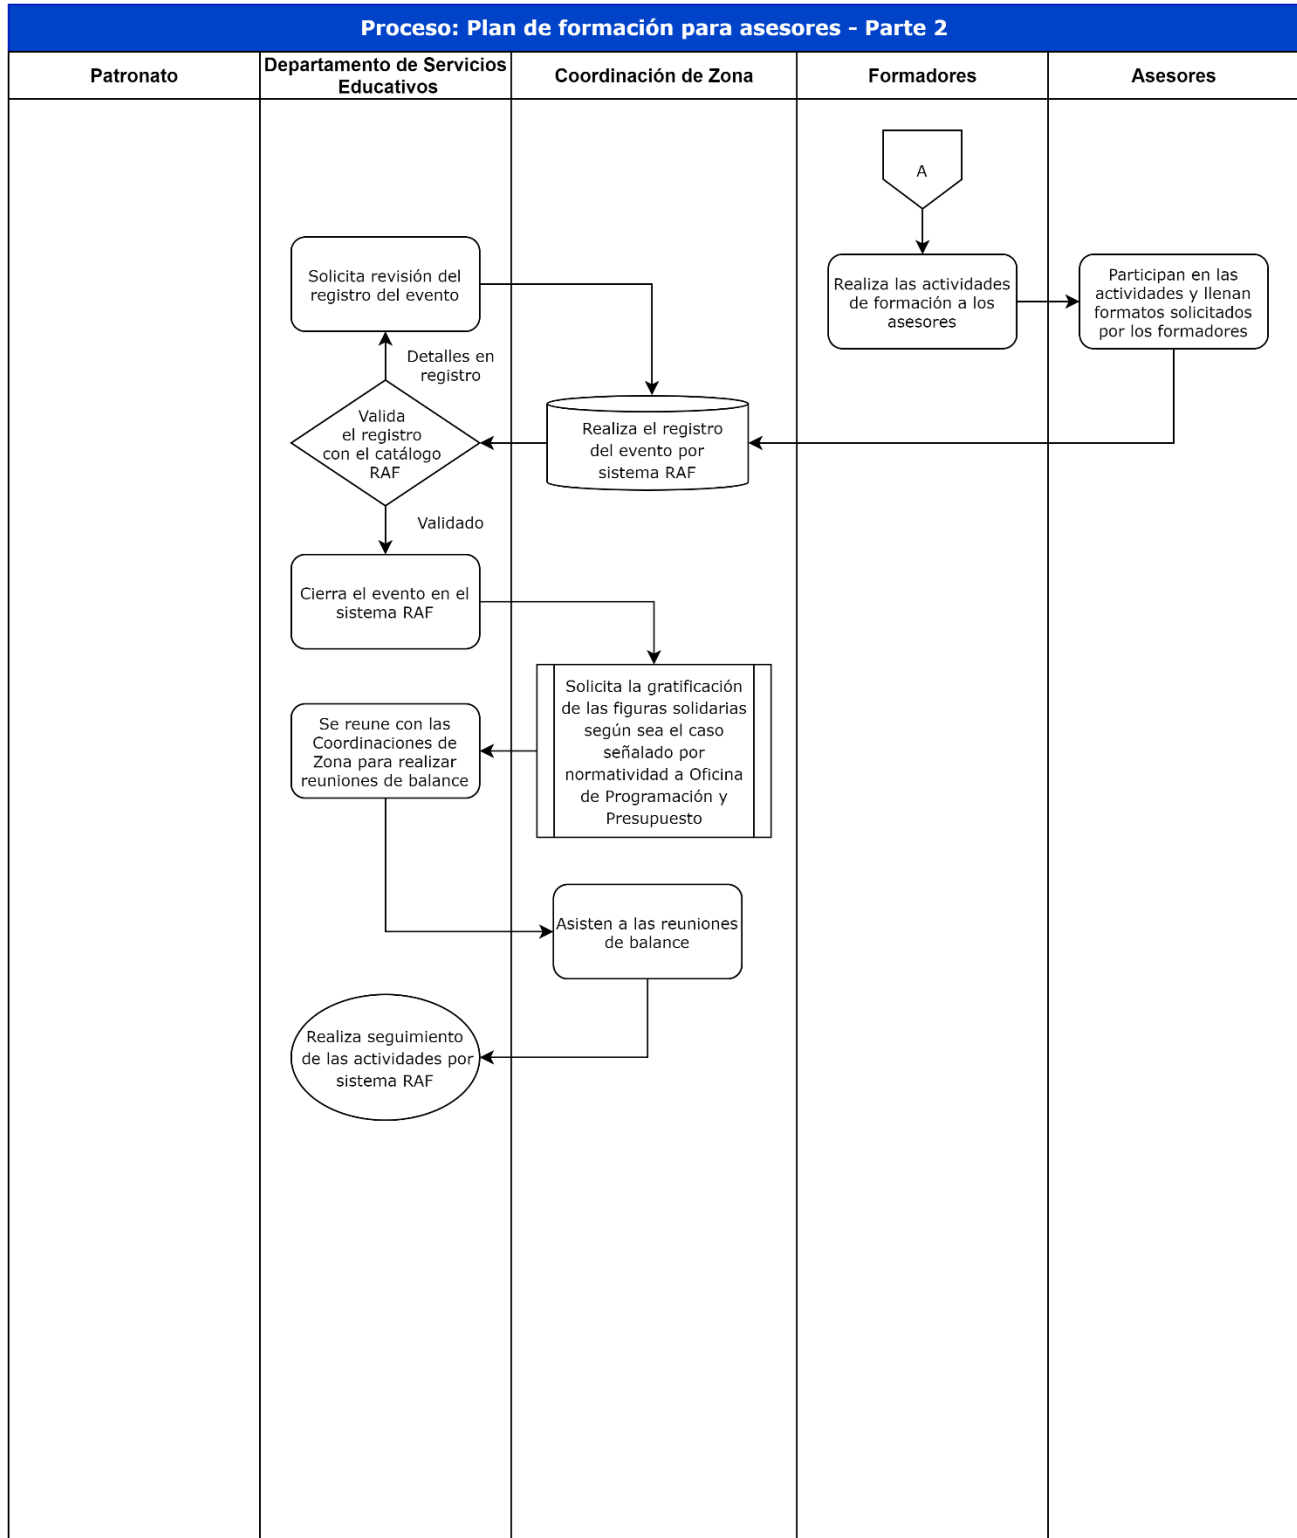 Proceso: Plan de formación para asesores - Parte 2
Patronato
Departamento de Servicios
Educativos
Coordinación de Zona
Formadores
Asesores
A
Realiza las actividades
de formación a los
asesores
Participan en las
actividades y llenan
formatos solicitados
por los formadores
Solicita revisión del
registro del evento
Detalles en
registro
Valida
el registro
con el catálogo
RAF
Realiza el registro
del evento por
sistema RAF
Validado
Cierra el evento en el
sistema RAF
Solicita la gratificación
de las figuras solidarias
según sea el caso
señalado por
normatividad a Oficina
de Programación y
Presupuesto
Se reune con las
Coordinaciones de
Zona para realizar
reuniones de balance
Asisten a las reuniones
de balance
Realiza seguimiento
de las actividades por
sistema RAF